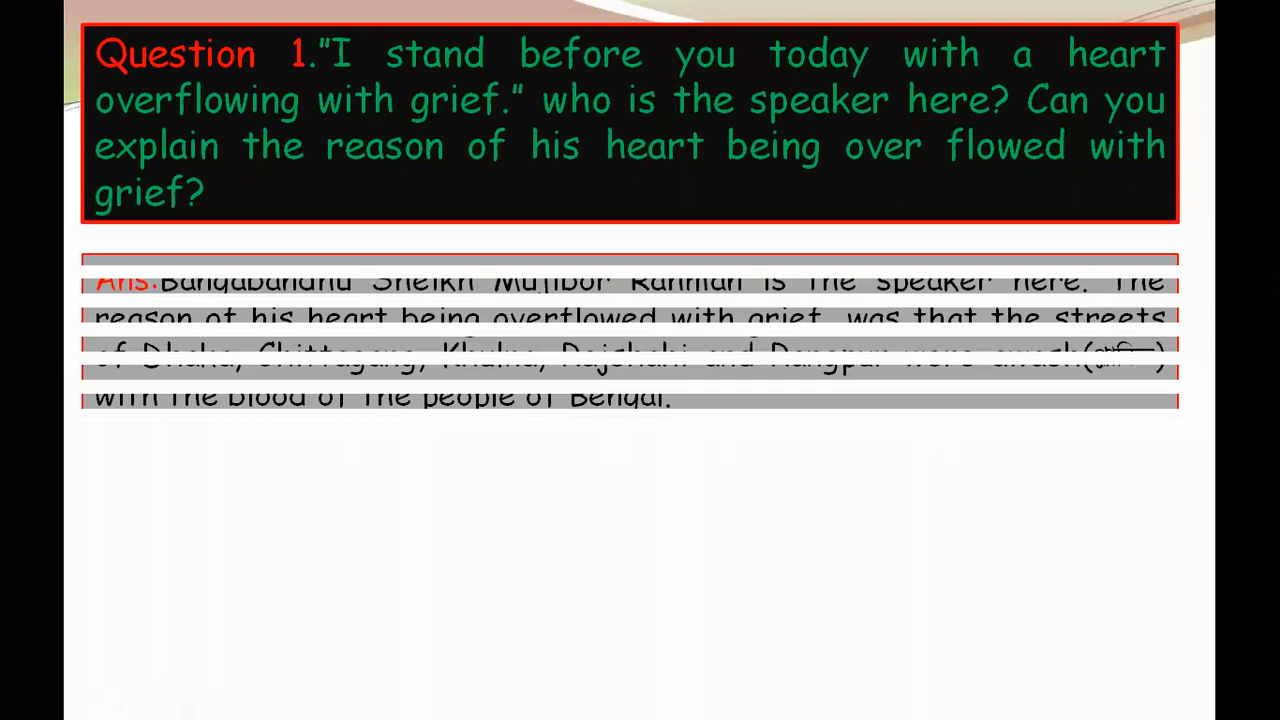 Question 1."I stand before you today with a heart
overflowing with grief." who is the speaker here? Can you
explain the reason of his heart being over flowed with
grief?
Ans:Bangabandhu Sheikh Mujibor Rahman is the speaker here. The
reason of his heart being overflowed with grief was that the streets
of Dhaka, Chittagang, Khulna, Rajshahi and Rangpur were awash( )
with the blood of the people of Bengal.